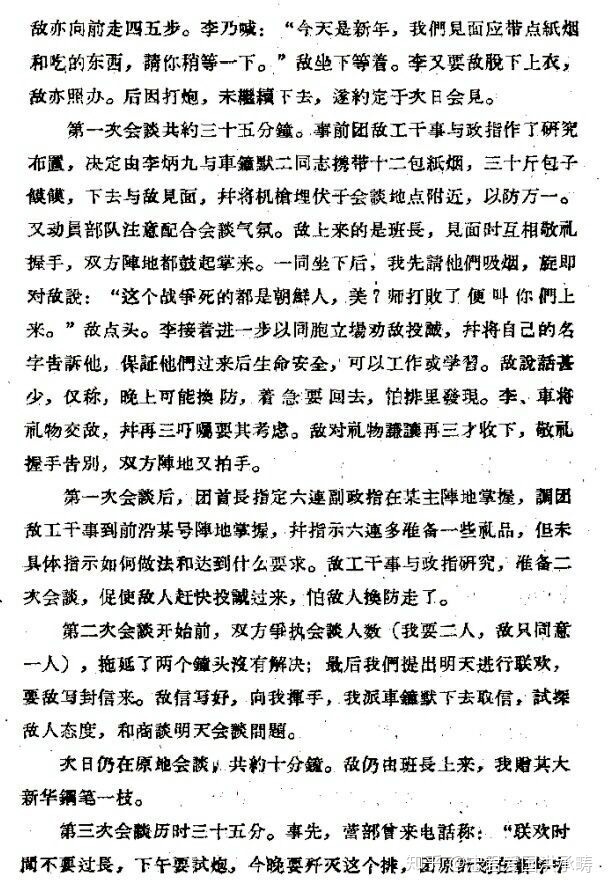 敌亦向前走四五步。李乃喊：“今天是新年，我們見面应带点紙烟
和吃的东西，請你稍等一下。”敌坐下等着。李又要敌脫下上衣，
敌亦照办。后因打炮，未継續下去，遂約定于次日会見。
第一次会談共約三十五分鐘。事前团敌工干事与政指作了研究
布置，决定由李炳九与車鐘默二同志携带十二包紙烟，三十斤包子
饃饃，下去与敌見面，幷将机槍埋伏于会談地点附近，以防万一。
又动員部队注意配合会談气氛。敌上来的是班長，見面时互相敬礼
握手，双方陣地都鼓起掌来。一同坐下后，我先請他們吸烟，旋即
对敌說：“这个战爭死的都是朝鮮人，美？师打敗了便叫你們上
来。”敌点头。李接着进一步以同胞立場劝敌投誠，幷将自己的名
字告訴他，保証他們过来后生命安全，可以工作或学習。敌說話甚
少，仅称，晚上可能換防，着急要回去，怕排里發現。李、車将
礼物交敌，幷再三叮囑要其考虑。敌对礼物謙讓再三才收下，敬礼
握手告別，双方陣地又拍手。
第一次会談后，团首長指定六連副政指在某主陣地掌握，調团
敌工干事到前沿某号陣地掌握，幷指示六連多准备一些礼品，但未
具体指示如何做法和达到什么要求。敌工干事与政指研究，准备二
次会談，促使敌人赶快投誠过来，怕敌人換防走了。
第二次会談开始前，双方爭执会談人数（我要二人，敌只同意
一人），拖延了两个鐘头沒有解决；最后我們提出明天进行联欢，
要敌写封信来。敌信写好，向我揮手，我派車鐘默下去取信，試探
敌人态度，和商談明天会談問題。
次日仍在原地会談，共約十分鐘。敌仍由班長上来，我贈其大
新华鋼笔一枝。
第三次会談历时三十五分。事先，营部曾来电話称：“联欢时
間不要过長，下午要試炮，今晚要歼灭这个排，团原
知乎